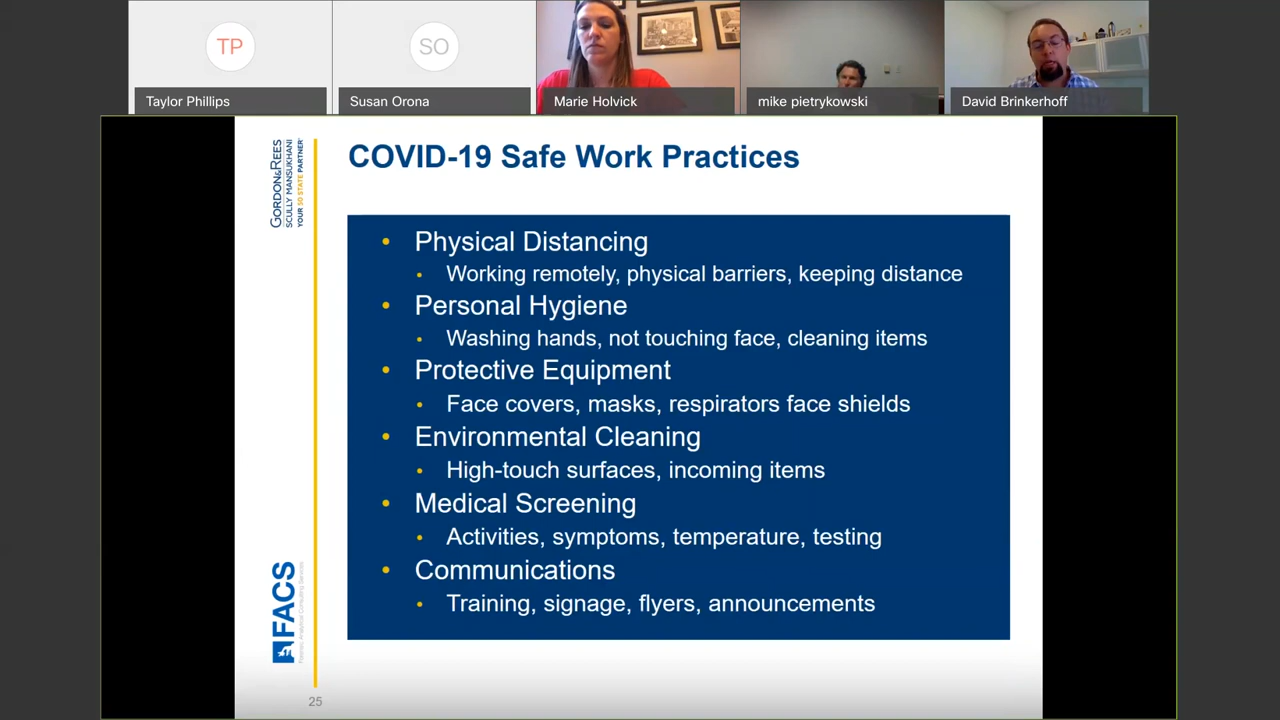 TP
SO
Taylor Phillips
Susan Orona
Marie Holvick
mike pietrykowski
David Brinkerhoff
GORDON&REES
SCULLY MANSUKHANI
YOUR 50 STATE PARTNER®
COVID-19 Safe Work Practices
• Physical Distancing
• Working remotely, physical barriers, keeping distance
• Personal Hygiene
• Washing hands, not touching face, cleaning items
• Protective Equipment
• Face covers, masks, respirators face shields
• Environmental Cleaning
• High-touch surfaces, incoming items
• Medical Screening
• Activities, symptoms, temperature, testing
• Communications
• Training, signage, flyers, announcements
FACS
25